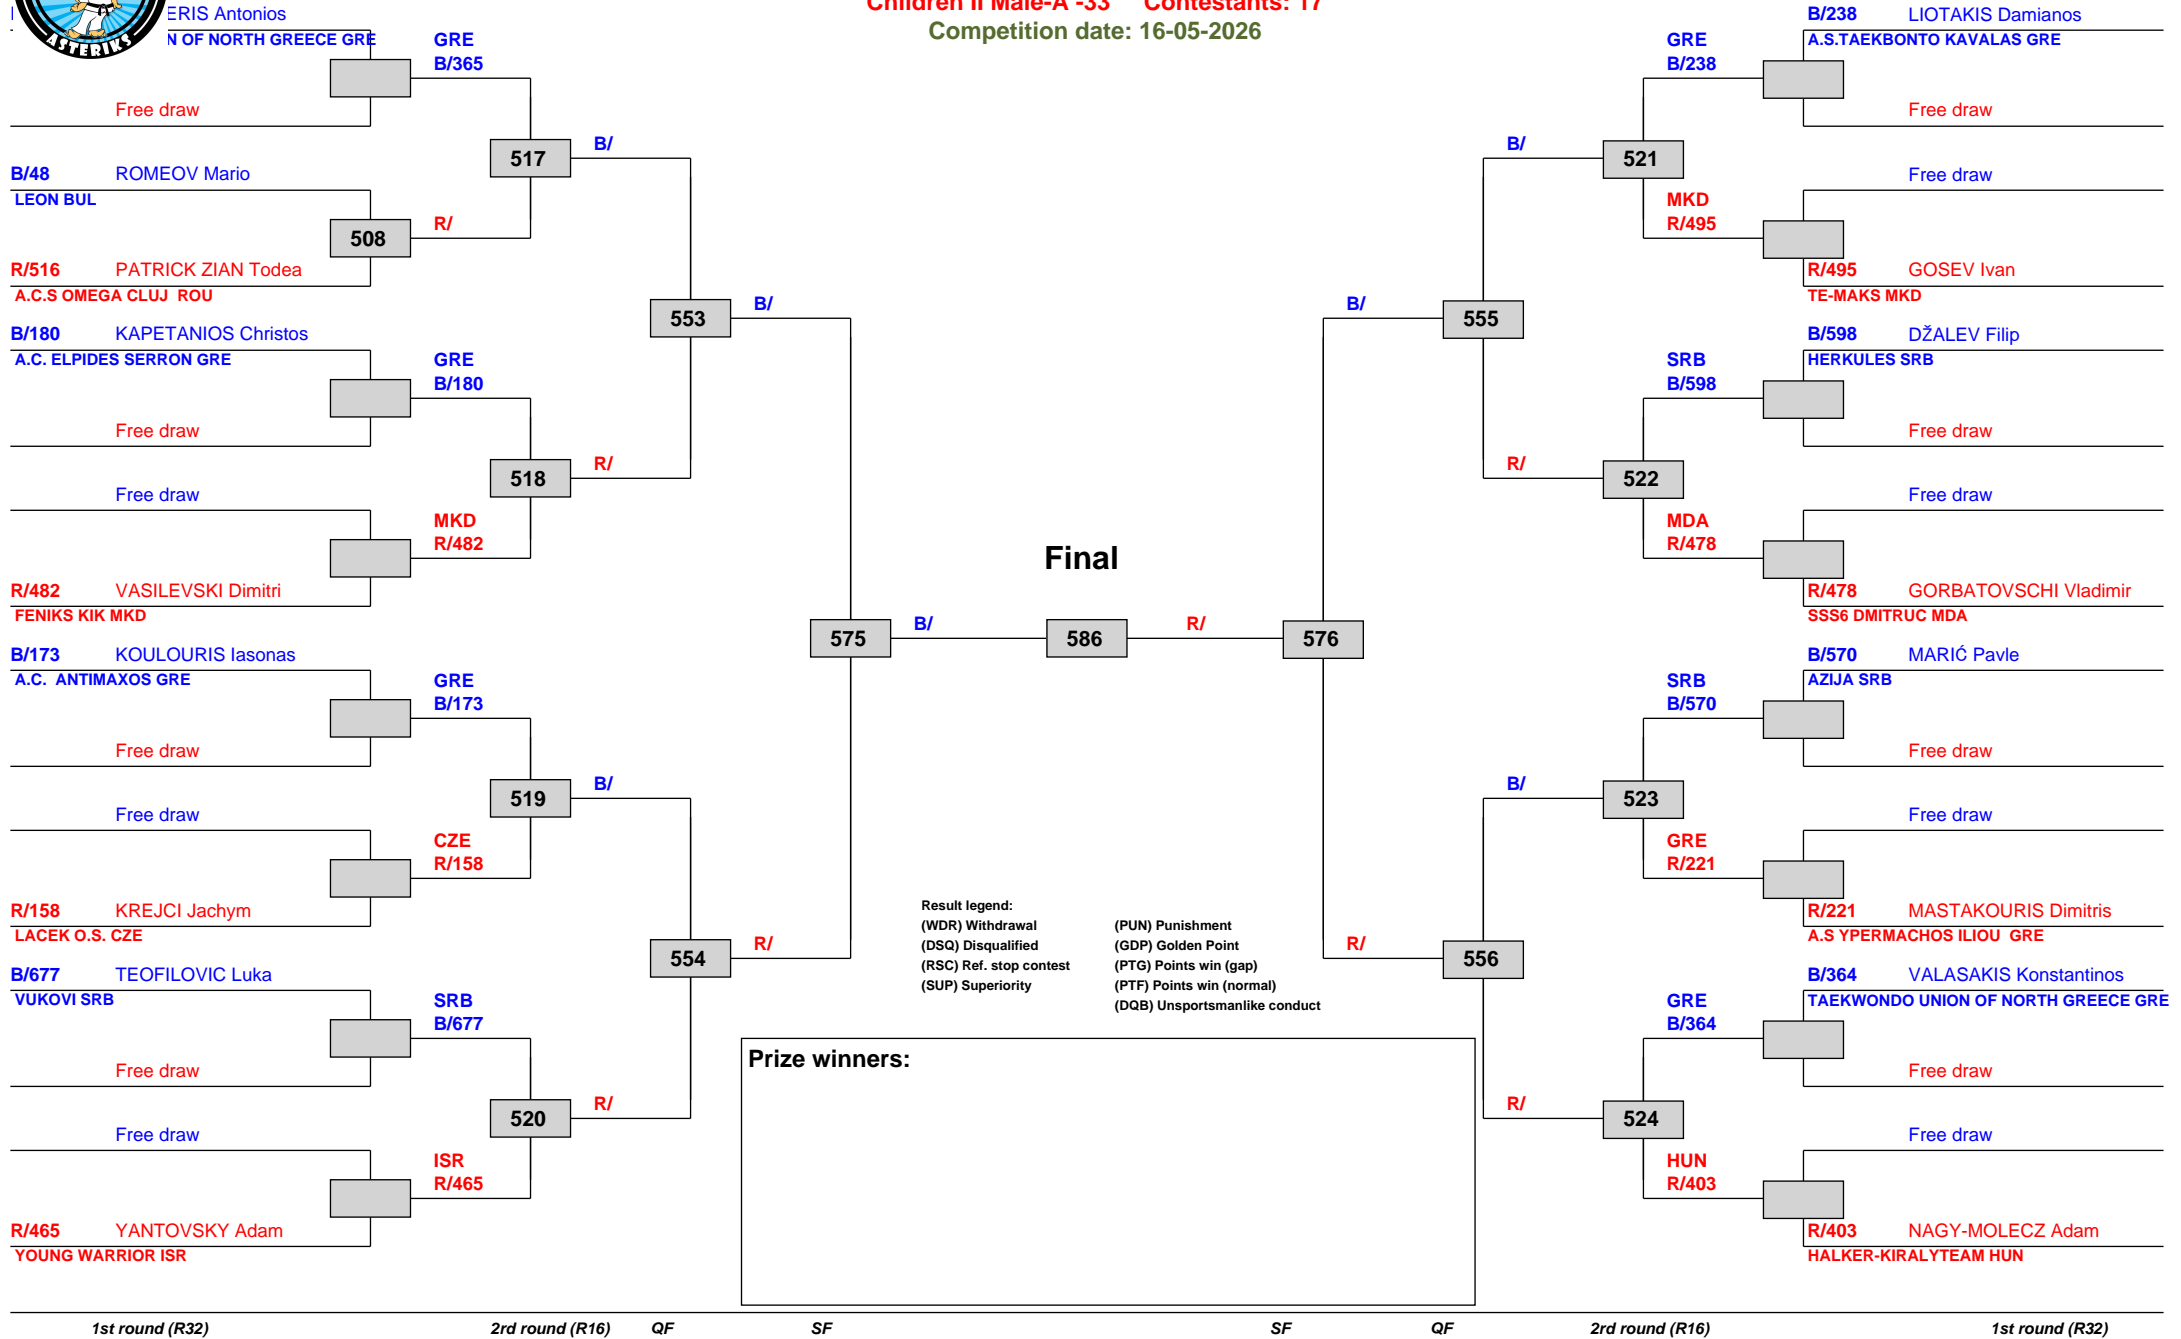 Children II Male-A -33 Contestants: 17
Competition date: 16-05-2026
ASTERIKS
Antonios
OF NORTH GREECE GRE
GRE
B/365
Free draw
B/48 ROMEOV Mario
LEON BUL
508
R/
R/516 PATRICK ZIAN Todea
A.C.S OMEGA CLUJ ROU
517
B/
B/180 KAPETANIOS Christos
A.C. ELPIDES SERRON GRE
GRE
B/180
Free draw
518
R/
Free draw
MKD
R/482
R/482 VASILEVSKI Dimitri
FENIKS KIK MKD
553
B/
B/173 KOULOURIS Iasonas
A.C. ANTIMAXOS GRE
GRE
B/173
Free draw
519
B/
Free draw
CZE
R/158
R/158 KREJCI Jachym
LACEK O.S. CZE
554
R/
B/677 TEOFILOVIC Luka
VUKOVI SRB
SRB
B/677
Free draw
520
R/
Free draw
ISR
R/465
R/465 YANTOVSKY Adam
YOUNG WARRIOR ISR
Final
575
B/
586
R/
576
B/238 LIOTAKIS Damianos
A.S.TAEKBONTO KAVALAS GRE
GRE
B/238
Free draw
B/
521
Free draw
MKD
R/495
R/495 GOSEV Ivan
TE-MAKS MKD
B/
555
B/598 DŽALEV Filip
HERKULES SRB
SRB
B/598
Free draw
R/
522
Free draw
MDA
R/478
R/478 GORBATOVSCHI Vladimir
SSS6 DMITRUC MDA
B/570 MARIĆ Pavle
AZIJA SRB
SRB
B/570
Free draw
B/
523
Free draw
GRE
R/221
R/221 MASTAKOURIS Dimitris
A.S YPERMACHOS ILIOU GRE
R/
556
B/364 VALASAKIS Konstantinos
TAEKWONDO UNION OF NORTH GREECE GRE
GRE
B/364
Free draw
R/
524
Free draw
HUN
R/403
R/403 NAGY-MOLECZ Adam
HALKER-KIRALYTEAM HUN
Result legend:
(WDR) Withdrawal (PUN) Punishment
(DSQ) Disqualified (GDP) Golden Point
(RSC) Ref. stop contest (PTG) Points win (gap)
(SUP) Superiority (PTF) Points win (normal)
(DQB) Unsportsmanlike conduct
Prize winners:
1st round (R32) 2rd round (R16) QF SF SF QF 2rd round (R16) 1st round (R32)